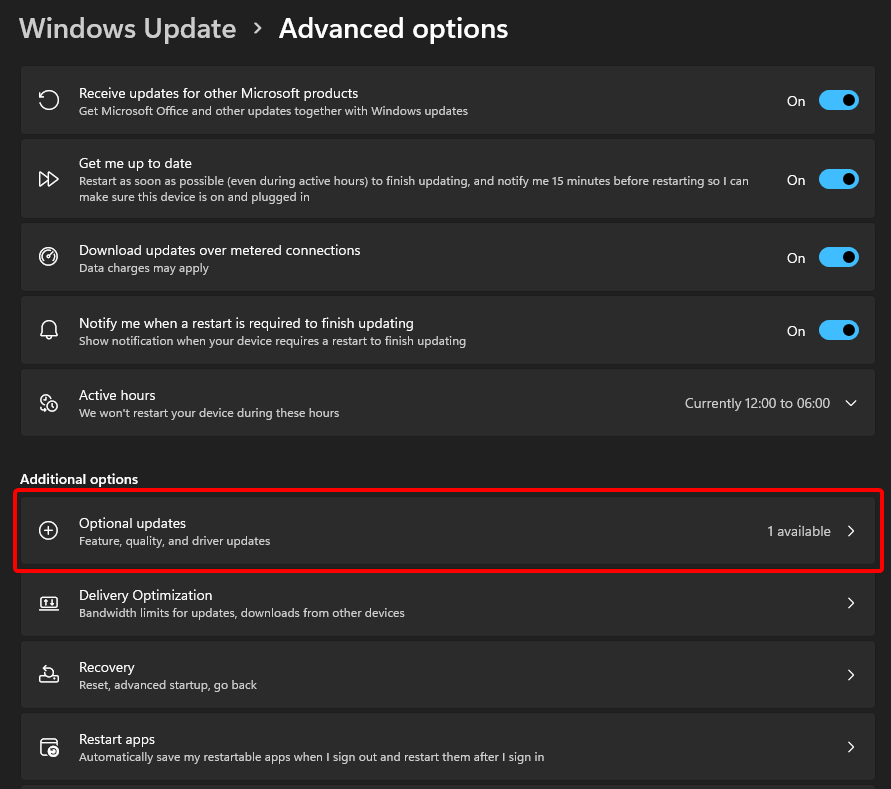 Windows Update > Advanced options
Receive updates for other Microsoft products
Get Microsoft Office and other updates together with Windows updates
On
Get me up to date
Restart as soon as possible (even during active hours) to finish updating, and notify me 15 minutes before restarting so I can
make sure this device is on and plugged in
On
Download updates over metered connections
Data charges may apply
On
Notify me when a restart is required to finish updating
Show notification when your device requires a restart to finish updating
On
Active hours
We won't restart your device during these hours
Currently 12:00 to 06:00
Additional options
Optional updates
Feature, quality, and driver updates
1 available
Delivery Optimization
Bandwidth limits for updates, downloads from other devices
Recovery
Reset, advanced startup, go back
Restart apps
Automatically save my restartable apps when I sign out and restart them after I sign in